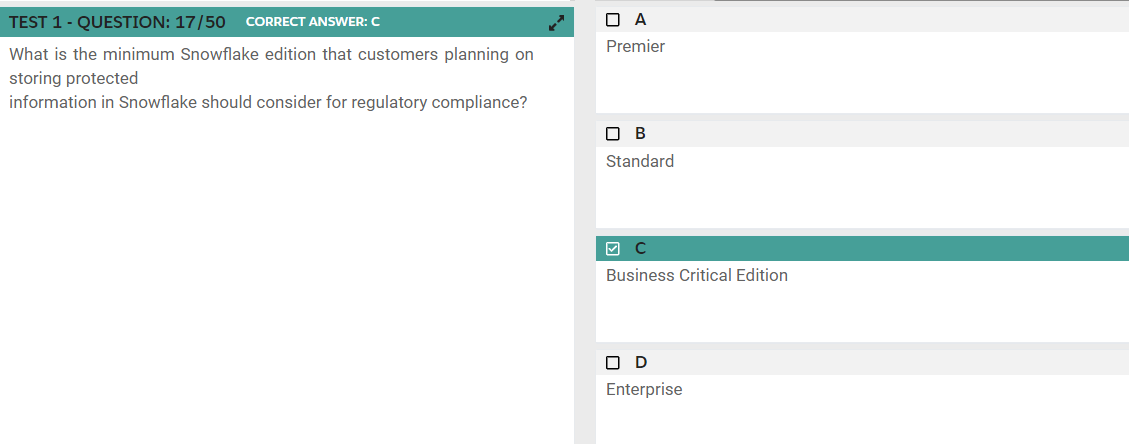 TEST 1 - QUESTION: 17/50 CORRECT ANSWER: C
What is the minimum Snowflake edition that customers planning on
storing protected
information in Snowflake should consider for regulatory compliance?
A
Premier
B
Standard
C
Business Critical Edition
D
Enterprise